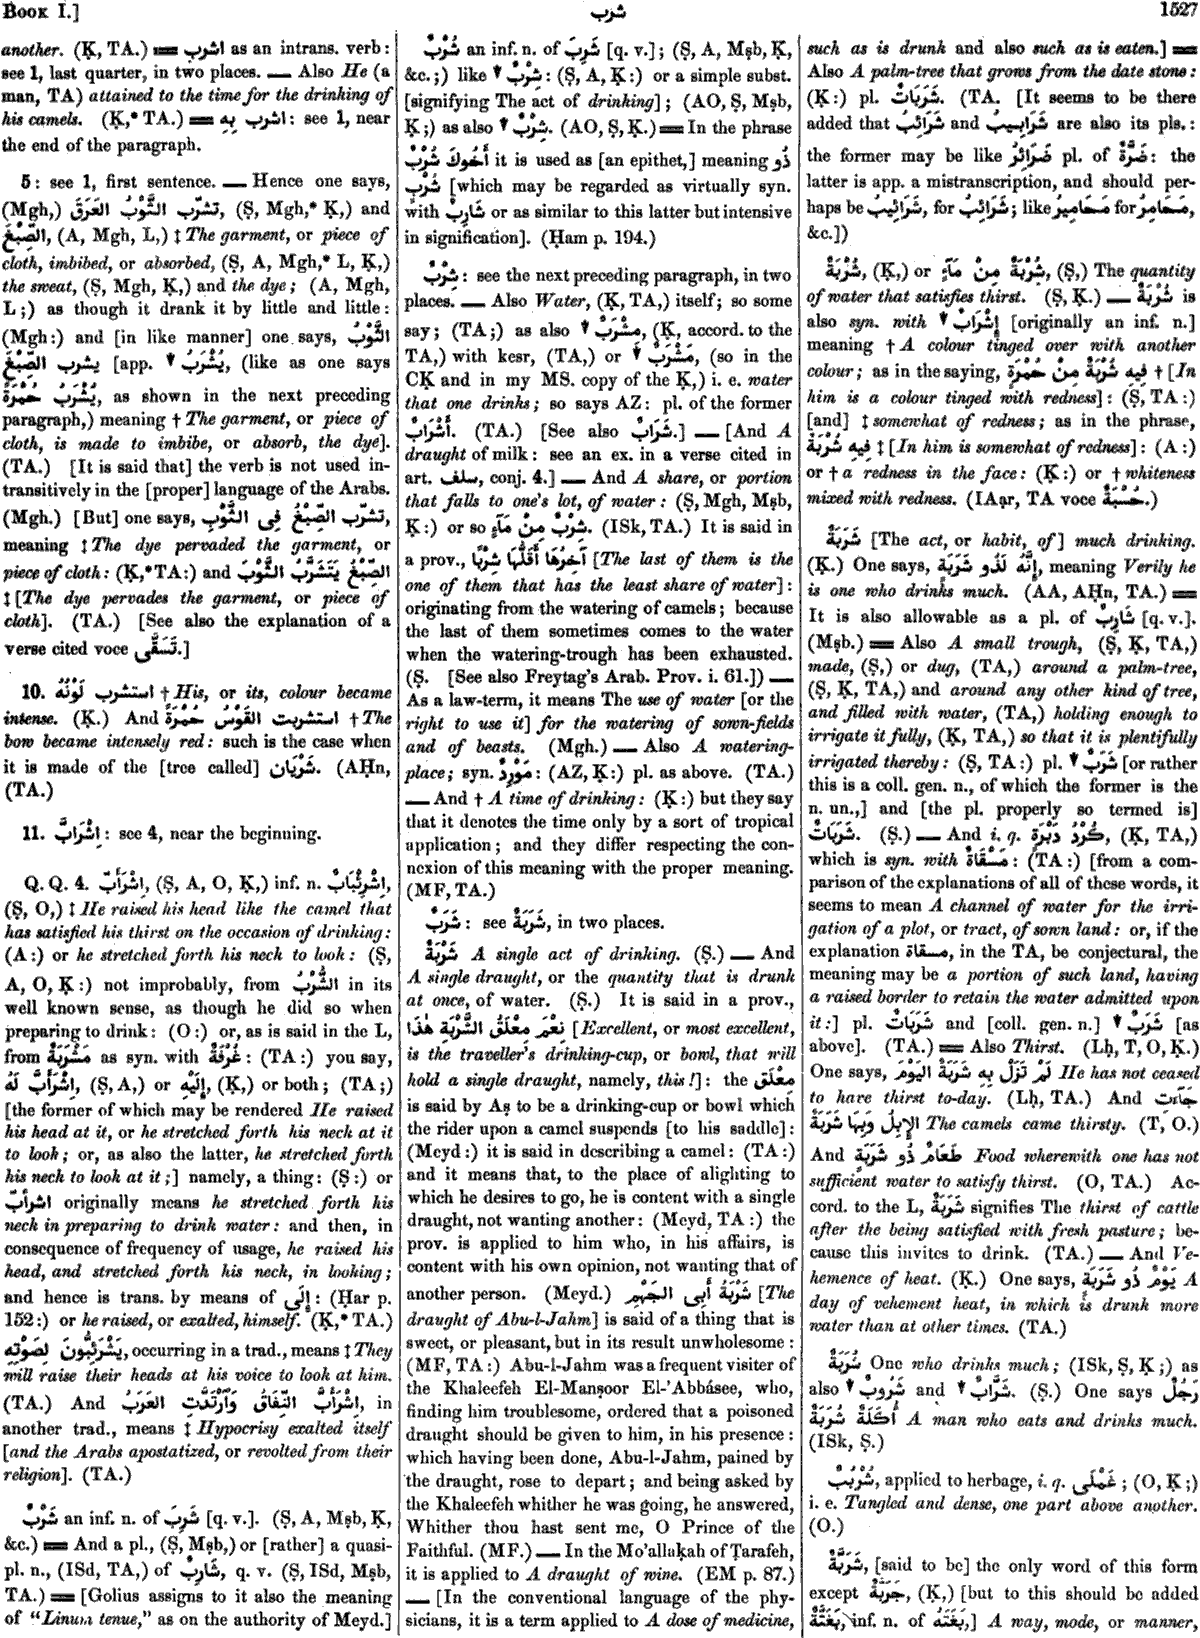 Book I.]
شرب
1527
another. (Ḳ, TA.) ═ اشرب as an intrans. verb:
see 1, last quarter, in two places. — Also He (a
man, TA) attained to the time for the drinking of
his camels. (Ḳ,* TA.) ═ اشرب بِهِ: see 1, near
the end of the paragraph.
5: see 1, first sentence. — Hence one says,
(Mgh,) تشرّب الثَّوْبُ العَرَقَ, (Ṣ, Mgh,* Ḳ,) and
الصِّبْغَ, (A, Mgh, L,) ‡ The garment, or piece of
cloth, imbibed, or absorbed, (Ṣ, A, Mgh,* L, Ḳ,)
the sweat, (Ṣ, Mgh, Ḳ,) and the dye; (A, Mgh,
L;) as though it drank it by little and little:
(Mgh:) and [in like manner] one says, الثَّوْبُ
يشرب الصِّبْغَ [app. ▼ يُشْرَبُ, (like as one says
يُشْرَبُ حُمْرَةً, as shown in the next preceding
paragraph,) meaning † The garment, or piece of
cloth, is made to imbibe, or absorb, the dye].
(TA.) [It is said that] the verb is not used in-
transitively in the [proper] language of the Arabs.
(Mgh.) [But] one says, تشرّب الصِّبْغُ فِى الثَّوْبِ,
meaning ‡ The dye pervaded the garment, or
piece of cloth: (Ḳ,* TA:) and الصِّبْغُ يَتَشَرَّبُ الثَّوْبَ
‡ [The dye pervades the garment, or piece of
cloth]. (TA.) [See also the explanation of a
verse cited voce تَسَقَّى.]
10. استشرب لَوْنُهُ † His, or its, colour became
intense. (Ḳ.) And استشربت القَوْسُ حُمْرَةً † The
bow became intensely red: such is the case when
it is made of the [tree called] شَرْيَان. (AḤn,
(TA.)
11. اِشْرَابَّ: see 4, near the beginning.
Q. Q. 4. اِشْرَأَبَّ, (Ṣ, A, O, Ḳ,) inf. n. اِشْرِئْبَابٌ,
(Ṣ, O,) ‡ He raised his head like the camel that
has satisfied his thirst on the occasion of drinking:
(A:) or he stretched forth his neck to look: (Ṣ,
A, O, Ḳ:) not improbably, from الشُّرْبُ in its
well known sense, as though he did so when
preparing to drink: (O:) or, as is said in the L,
from مَشْرَبَةٌ as syn. with غُرْفَةٌ: (TA:) you say,
اِشْرَأَبَّ لَهُ, (Ṣ, A,) or إِلَيْهِ, (Ḳ,) or both; (TA;)
[the former of which may be rendered He raised
his head at it, or he stretched forth his neck at it
to look; or, as also the latter, he stretched forth
his neck to look at it;] namely, a thing: (Ṣ:) or
اشرأبّ originally means he stretched forth his
neck in preparing to drink water: and then, in
consequence of frequency of usage, he raised his
head, and stretched forth his neck, in looking;
and hence is trans. by means of إِلَى: (Ḥar p.
152:) or he raised, or exalted, himself. (Ḳ,* TA.)
يَشْرَئِبُّونَ لِصَوْتِهِ, occurring in a trad., means ‡ They
will raise their heads at his voice to look at him.
(TA.) And اِشْرَأَبَّ النِّفَاقُ وَٱرْتَدَّتِ العَرَبُ, in
another trad., means ‡ Hypocrisy exalted itself
[and the Arabs apostatized, or revolted from their
religion]. (TA.)
شَرْبٌ an inf. n. of شَرِبَ [q. v.]. (Ṣ, A, Mṣb, Ḳ,
&c.) ═ And a pl., (Ṣ, Mṣb,) or [rather] a quasi-
pl. n., (ISd, TA,) of شَارِبٌ, q. v. (Ṣ, ISd, Mṣb,
TA.) ═ [Golius assigns to it also the meaning
of “Linum tenue,” as on the authority of Meyd.]
شُرْبٌ an inf. n. of شَرِبَ [q. v.]; (Ṣ, A, Mṣb, Ḳ,
&c.;) like ▼ شِرْبٌ: (Ṣ, A, Ḳ:) or a simple subst.
[signifying The act of drinking]; (AO, Ṣ, Mṣb,
Ḳ;) as also ▼ شِرْبٌ. (AO, Ṣ, Ḳ.) ═ In the phrase
أَخُوكَ شُرْبٌ it is used as [an epithet,] meaning ذُو
شُرْبٍ [which may be regarded as virtually syn.
with شَارِبٌ or as similar to this latter but intensive
in signification]. (Ḥam p. 194.)
شِرْبٌ: see the next preceding paragraph, in two
places. — Also Water, (Ḳ, TA,) itself; so some
say; (TA;) as also ▼ مِشْرَبٌ, (Ḳ, accord. to the
TA,) with kesr, (TA,) or ▼ مَشْرَبٌ, (so in the
CḲ and in my MS. copy of the Ḳ,) i. e. water
that one drinks; so says AZ: pl. of the former
أَشْرَابٌ. (TA.) [See also شَرَابٌ.] — [And A
draught of milk: see an ex. in a verse cited in
art. سلف, conj. 4.] — And A share, or portion
that falls to one's lot, of water: (Ṣ, Mgh, Mṣb,
Ḳ:) or so شِرْبٌ مِنْ مَآءٍ. (ISk, TA.) It is said in
a prov., آخِرُهَا أَقَلُّهَا شِرْبًا [The last of them is the
one of them that has the least share of water]:
originating from the watering of camels; because
the last of them sometimes comes to the water
when the watering-trough has been exhausted.
(Ṣ. [See also Freytag's Arab. Prov. i. 61.]) —
As a law-term, it means The use of water [or the
right to use it] for the watering of sown-fields
and of beasts. (Mgh.) — Also A watering-
place; syn. مَوْرِدٌ: (AZ, Ḳ:) pl. as above. (TA.)
— And † A time of drinking: (Ḳ:) but they say
that it denotes the time only by a sort of tropical
application; and they differ respecting the con-
nexion of this meaning with the proper meaning.
(MF, TA.)
شَرَبٌ: see شَرَبَةٌ, in two places.
شَرْبَةٌ A single act of drinking. (Ṣ.) — And
A single draught, or the quantity that is drunk
at once, of water. (Ṣ.) It is said in a prov.,
نِعْمَ مِعْلَقُ الشَّرْبَةِ هٰذَا [Excellent, or most excellent,
is the traveller's drinking-cup, or bowl, that will
hold a single draught, namely, this!]: the مِعْلَق
is said by Aṣ to be a drinking-cup or bowl which
the rider upon a camel suspends [to his saddle]:
(Meyd:) it is said in describing a camel: (TA:)
and it means that, to the place of alighting to
which he desires to go, he is content with a single
draught, not wanting another: (Meyd, TA:) the
prov. is applied to him who, in his affairs, is
content with his own opinion, not wanting that of
another person. (Meyd.) شَرْبَةُ أَبِى الجَهْمِ [The
draught of Abu-l-Jahm] is said of a thing that is
sweet, or pleasant, but in its result unwholesome:
(MF, TA:) Abu-l-Jahm was a frequent visiter of
the Khaleefeh El-Manṣoor El-'Abbásee, who,
finding him troublesome, ordered that a poisoned
draught should be given to him, in his presence:
which having been done, Abu-l-Jahm, pained by
the draught, rose to depart; and being asked by
the Khaleefeh whither he was going, he answered,
Whither thou hast sent me, O Prince of the
Faithful. (MF.) — In the Mo'allaḳah of Ṭarafeh,
it is applied to A draught of wine. (EM p. 87.)
— [In the conventional language of the phy-
sicians, it is a term applied to A dose of medicine,
such as is drunk and also such as is eaten.] ═
Also A palm-tree that grows from the date stone:
(Ḳ:) pl. شَرَبَاتٌ. (TA. [It seems to be there
added that شَرَائِبُ and شَرَابِيبُ are also its pls.:
the former may be like ضَرَائِرُ pl. of ضَرَّةٌ: the
latter is app. a mistranscription, and should per-
haps be شَرَائِيبُ, for شَرَائِبُ; like مَحَامِيرُ for مَحَامِرُ,
&c.])
شُرْبَةٌ, (Ḳ,) or شُرْبَةٌ مِنْ مَآءٍ, (Ṣ,) The quantity
of water that satisfies thirst. (Ṣ, Ḳ.) — شُرْبَةٌ is
also syn. with ▼ إِشْرَابٌ [originally an inf. n.]
meaning † A colour tinged over with another
colour; as in the saying, فِيهِ شُرْبَةٌ مِنْ حُمْرَةٍ † [In
him is a colour tinged with redness]: (Ṣ, TA:)
[and] ‡ somewhat of redness; as in the phrase,
فِيهِ شُرْبَةٌ ‡ [In him is somewhat of redness]: (A:)
or † a redness in the face: (Ḳ:) or † whiteness
mixed with redness. (IAạr, TA voce حُسْبَةٌ.)
شَرَبَةٌ [The act, or habit, of] much drinking.
(Ḳ.) One says, إِنَّهُ لَذُو شَرَبَةٍ, meaning Verily he
is one who drinks much. (AA, AḤn, TA.) ═
It is also allowable as a pl. of شَارِبٌ [q. v.].
(Mṣb.) ═ Also A small trough, (Ṣ, Ḳ, TA,)
made, (Ṣ,) or dug, (TA,) around a palm-tree,
(Ṣ, Ḳ, TA,) and around any other kind of tree,
and filled with water, (TA,) holding enough to
irrigate it fully, (Ḳ, TA,) so that it is plentifully
irrigated thereby: (Ṣ, TA:) pl. ▼ شَرَبٌ [or rather
this is a coll. gen. n., of which the former is the
n. un.,] and [the pl. properly so termed is]
شَرَبَاتٌ. (Ṣ.) — And i. q. كُرْدُ دَبْرَةٍ, (Ḳ, TA,)
which is syn. with مَسْقَاةٌ: (TA:) [from a com-
parison of the explanations of all of these words, it
seems to mean A channel of water for the irri-
gation of a plot, or tract, of sown land: or, if the
explanation مسقاة, in the TA, be conjectural, the
meaning may be a portion of such land, having
a raised border to retain the water admitted upon
it:] pl. شَرَبَاتٌ and [coll. gen. n.] ▼ شَرَبٌ [as
above]. (TA.) ═ Also Thirst. (Lḥ, T, O, Ḳ.)
One says, لَمْ تَزَلْ بِهِ شَرَبَةٌ اليَوْمَ He has not ceased
to have thirst to-day. (Lḥ, TA.) And جَآءَتِ
الإِبِلُ وَبِهَا شَرَبَةٌ The camels came thirsty. (T, O.)
And طَعَامٌ ذُو شَرَبَةٍ Food wherewith one has not
sufficient water to satisfy thirst. (O, TA.) Ac-
cord. to the L, شَرَبَةٌ signifies The thirst of cattle
after the being satisfied with fresh pasture; be-
cause this invites to drink. (TA.) — And Ve-
hemence of heat. (Ḳ.) One says, يَوْمٌ ذُو شَرَبَةٍ A
day of vehement heat, in which is drunk more
water than at other times. (TA.)
شُرَبَةٌ One who drinks much; (ISk, Ṣ, Ḳ;) as
also ▼ شَرُوبٌ and ▼ شَرَّابٌ. (Ṣ.) One says رَجُلٌ
أُكَلَةٌ شُرَبَةٌ A man who eats and drinks much.
(ISk, Ṣ.)
شُرْبُبٌ, applied to herbage, i. q. غَمْلَى; (O, Ḳ;)
i. e. Tangled and dense, one part above another.
(O.)
شَرَبَّةٌ, [said to be] the only word of this form
except جَرَبَّةٌ, (Ḳ,) [but to this should be added
بَغَتَّةٌ, inf. n. of بَغَتَهُ,] A way, mode, or manner,